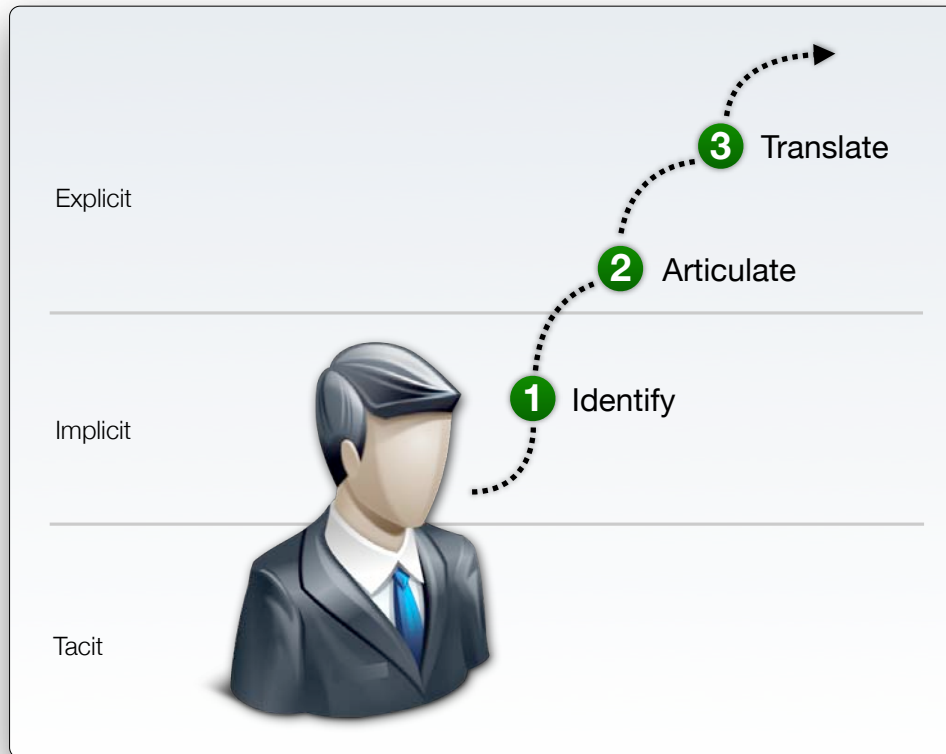 3 Translate
Explicit
2 Articulate
1 Identify
Implicit
Tacit